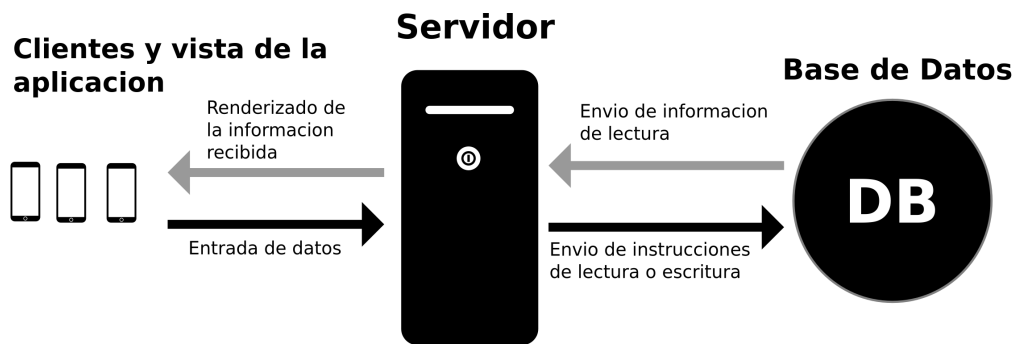 Clientes y vista de la
aplicacion
Servidor
Base de Datos
Renderizado de
la informacion
recibida
Entrada de datos
Envio de informacion
de lectura
Envio de instrucciones
de lectura o escritura
DB